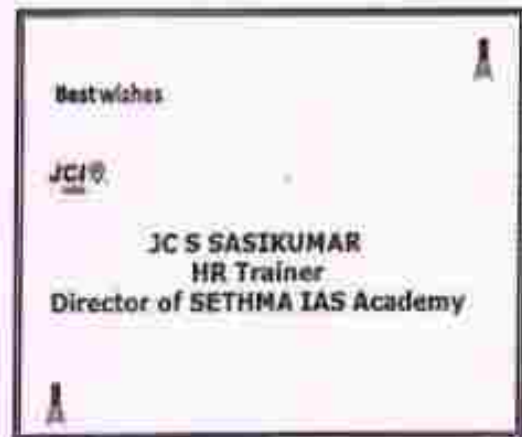 Best wishes
JCI
JC S SASIKUMAR
HR Trainer
Director of SETHMA IAS Academy